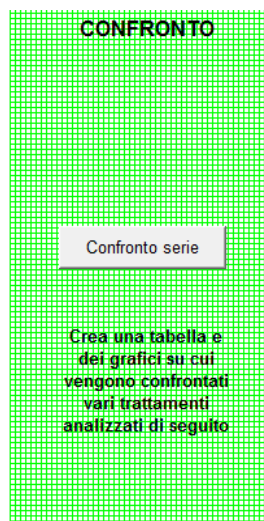 CONFRONTO
Confronto serie
Crea una tabella e
dei grafici su cui
vengono confrontati
vari trattamenti
analizzati di seguito